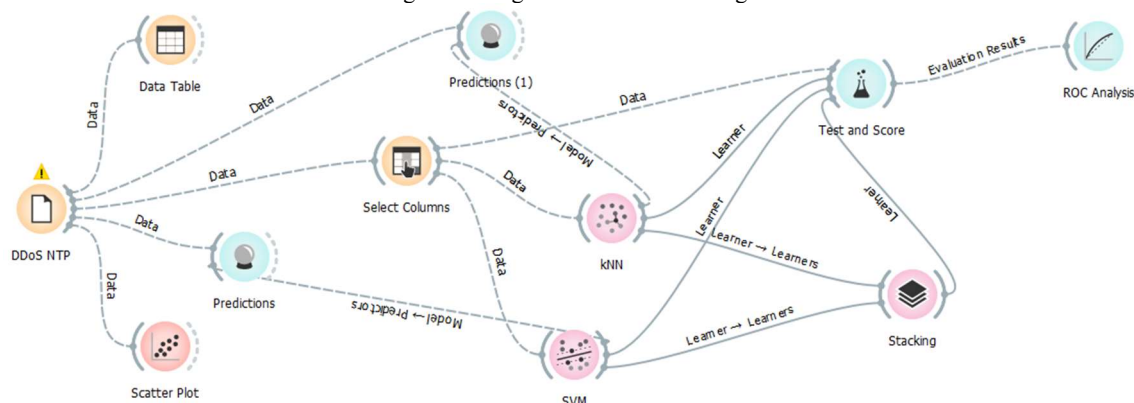 Data Table
Predictions (1)
Evaluation Results
ROC Analysis
Test and Score
Data
Data
Data
Model → Predictors
Learner
Data
Select Columns
Data
Learner
Learner
DDoS NTP
Data
Predictions
Data
Data
kNN
Learner → Learners
Model → Predictors
Learner → Learners
Stacking
Scatter Plot
SVM